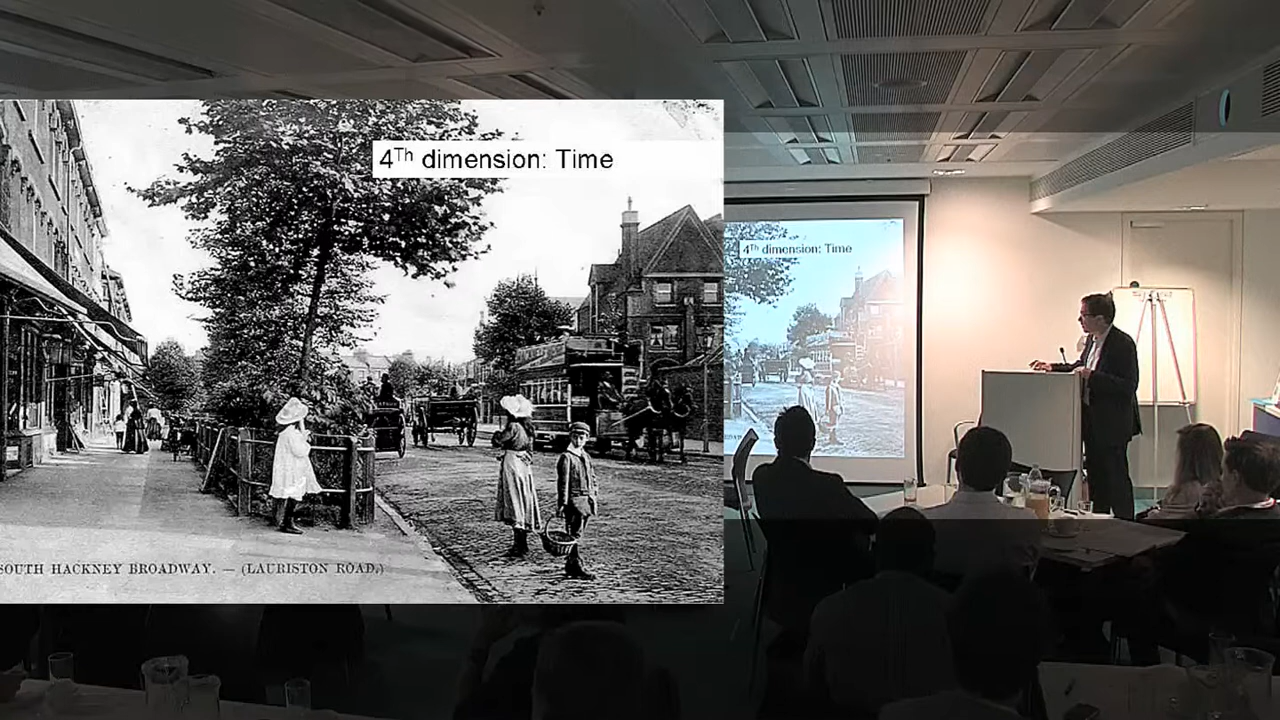 4Th dimension: Time
SOUTH HACKNEY BROADWAY. — (LAURISTON ROAD.)
4Th dimension: Time